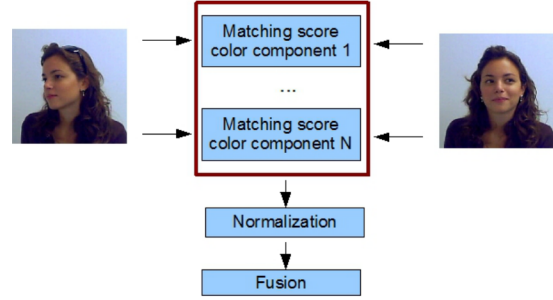 Matching score
color component 1
...
Matching score
color component N
Normalization
Fusion